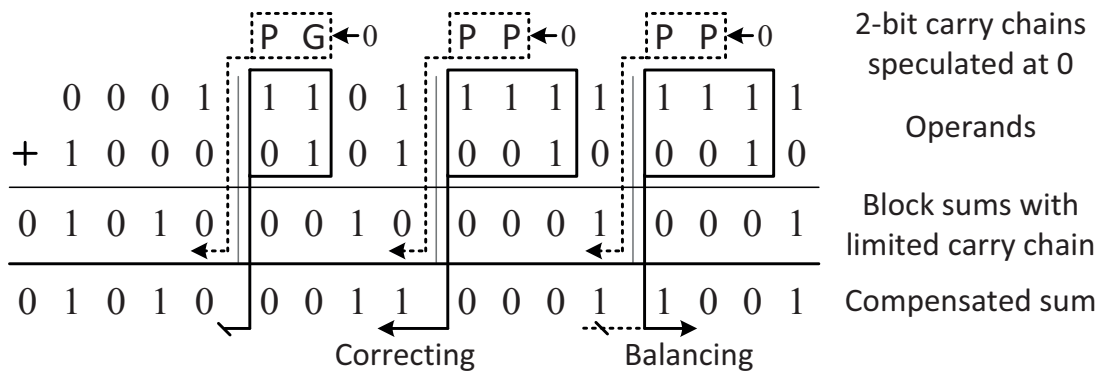 P G 0 P P 0 P P 0 2-bit carry chains
speculated at 0
0 0 0 1 1 1 0 1 1 1 1 1 1 1 1 1
Operands
+ 1 0 0 0 0 1 0 1 0 0 1 0 0 0 1 0
0 1 0 1 0 0 0 1 0 0 0 0 1 0 0 0 1 Block sums with
limited carry chain
0 1 0 1 0 0 0 1 1 0 0 0 1 1 0 0 1 Compensated sum
Correcting Balancing